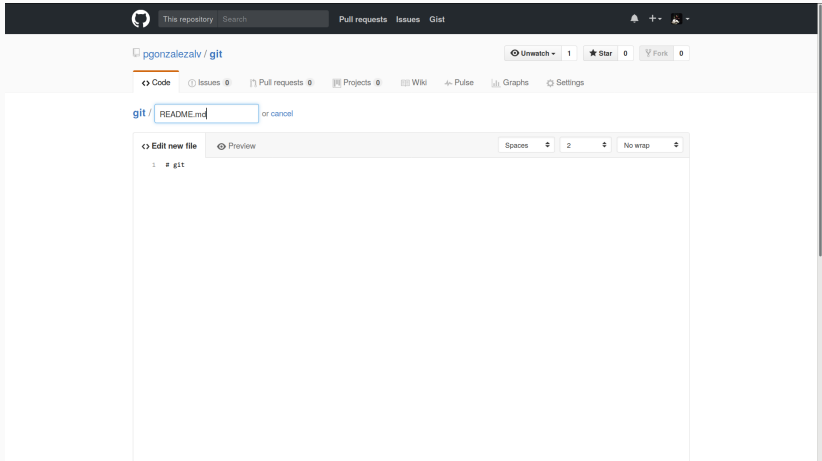 This repository Search Pull requests Issues Gist
pgonzalezalv / git Unwatch 1 Star 0 Fork 0
Code Issues 0 Pull requests 0 Projects 0 Wiki Pulse Graphs Settings
git / README.md or cancel
Edit new file Preview Spaces 2 No wrap
1 # git